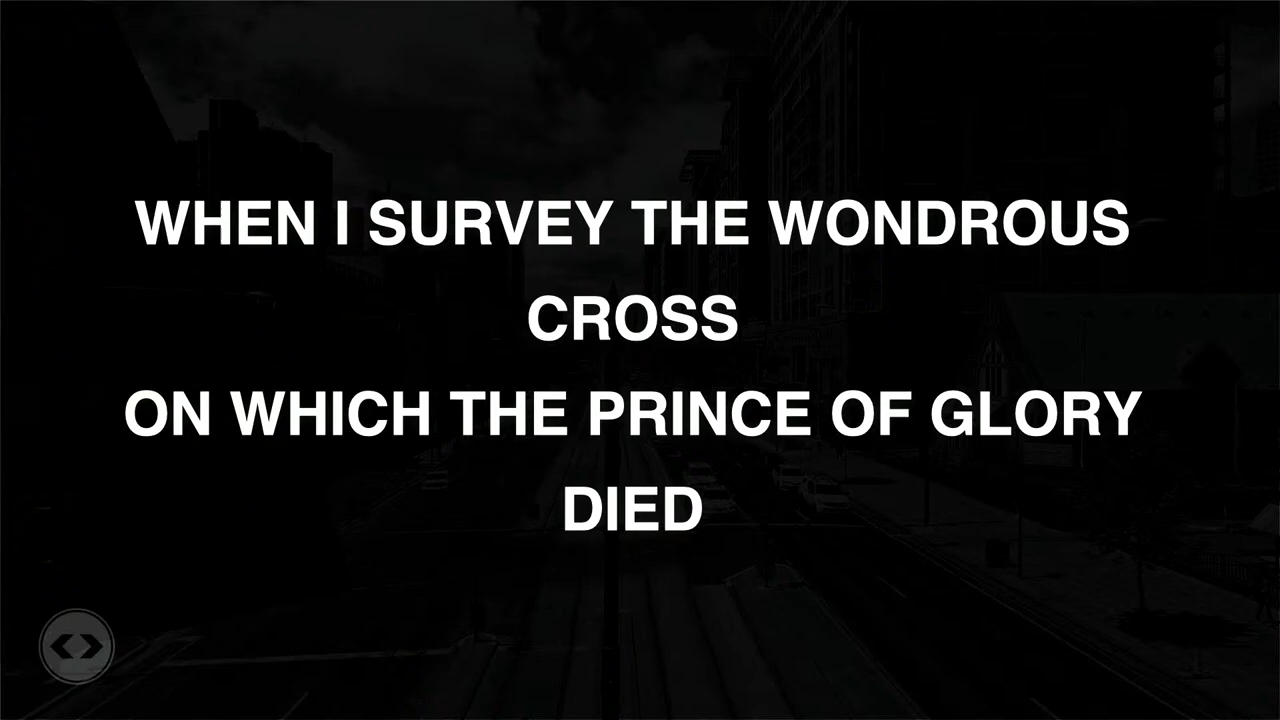 WHEN I SURVEY THE WONDROUS
CROSS
ON WHICH THE PRINCE OF GLORY
DIED